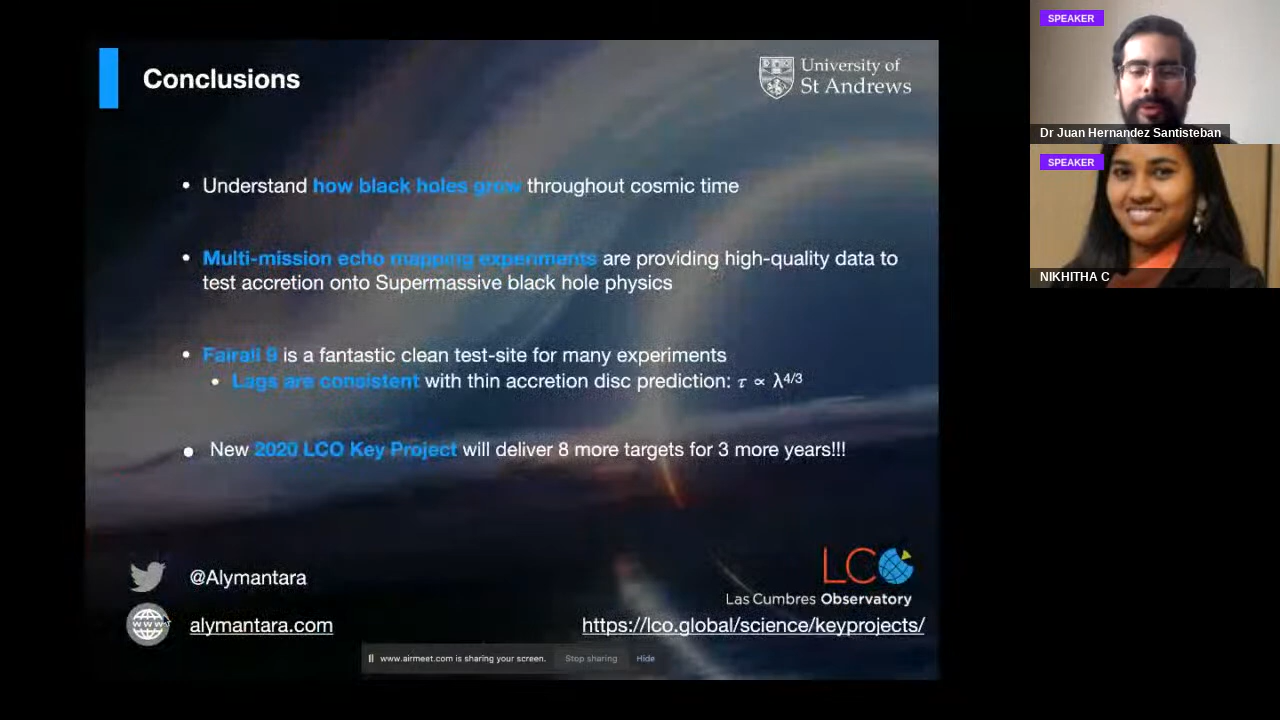 Conclusions
University of
St Andrews
• Understand how black holes grow throughout cosmic time
• Multi-mission echo mapping experiments are providing high-quality data to
test accretion onto Supermassive black hole physics
• Fairall 9 is a fantastic clean test-site for many experiments
• Lags are consistent with thin accretion disc prediction: τ ∝ λ^4/3
• New 2020 LCO Key Project will deliver 8 more targets for 3 more years!!!
@Alymantara
www
alymantara.com
LCO
Las Cumbres Observatory
https://lco.global/science/keyprojects/
www.airmeet.com is sharing your screen. Stop sharing Hide
SPEAKER
Dr Juan Hernandez Santisteban
SPEAKER
NIKHITHA C